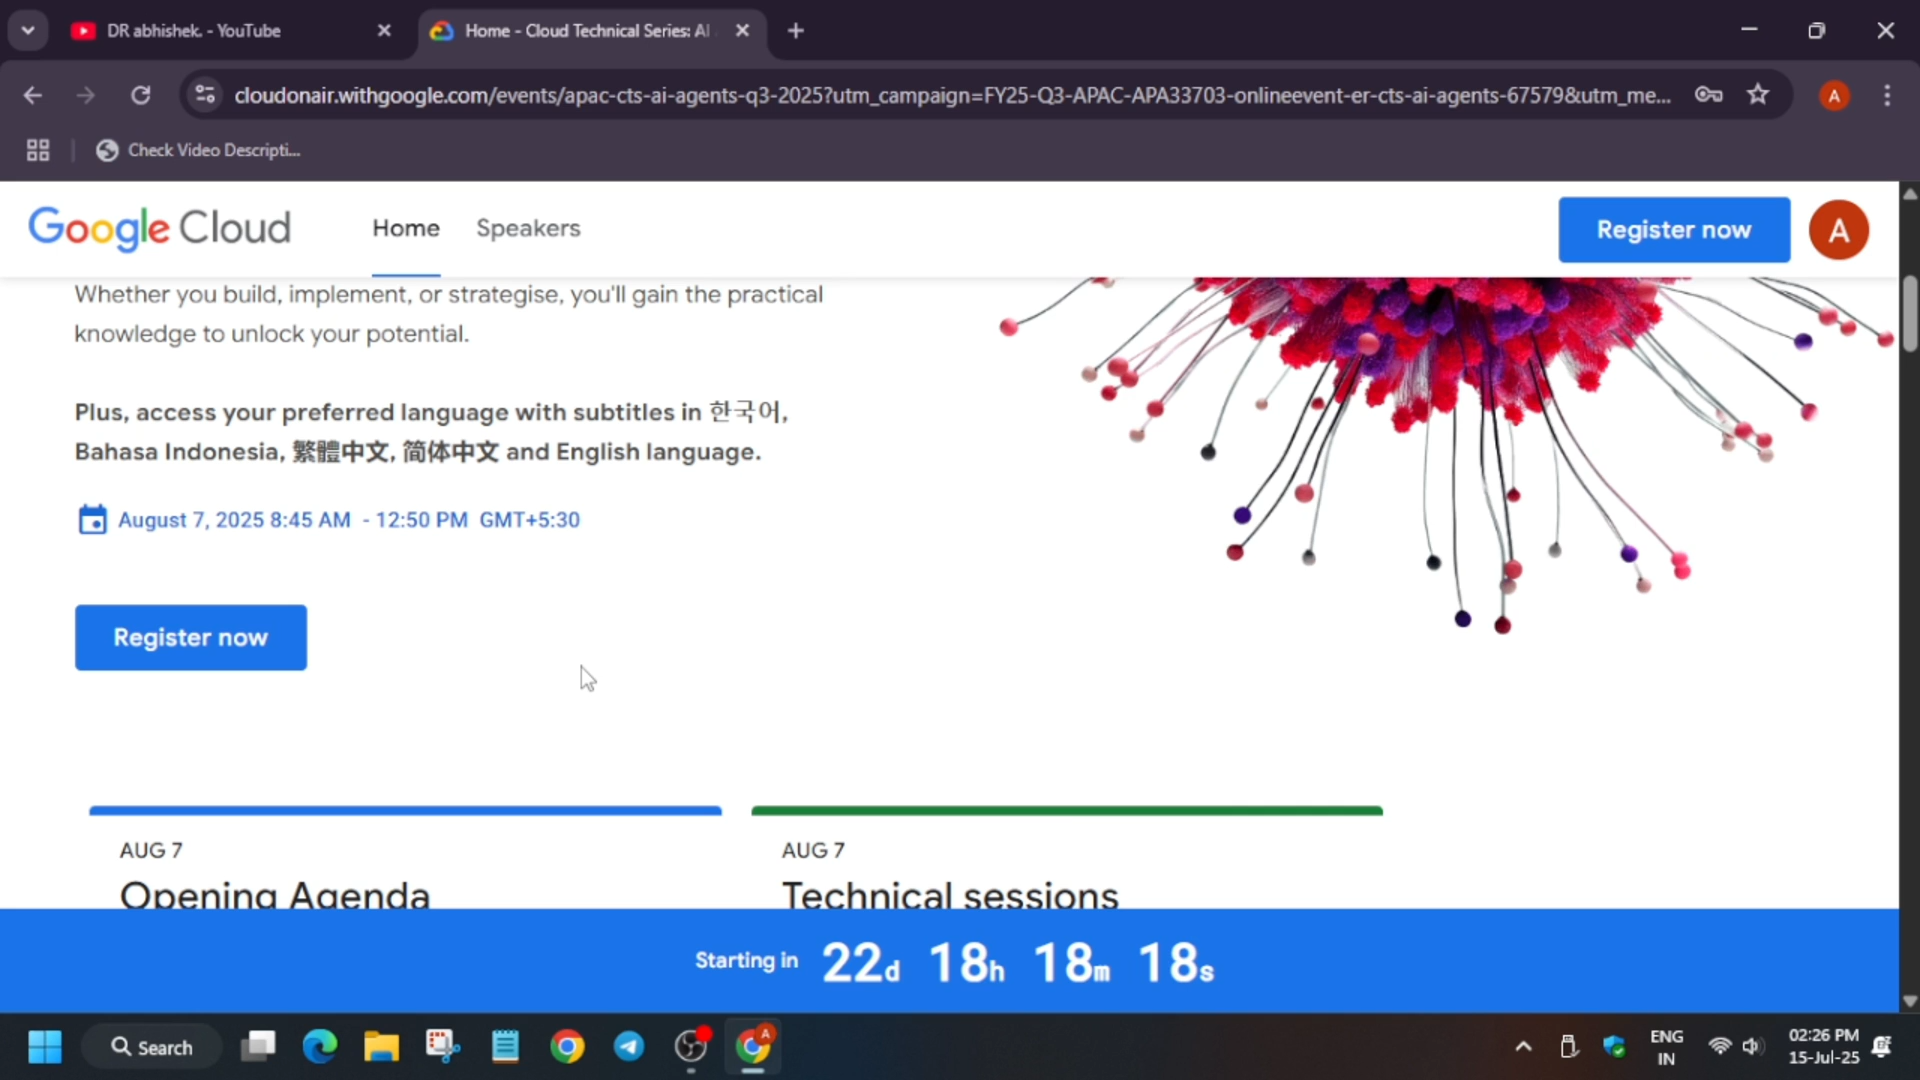 DR abhishek. - YouTube
Home - Cloud Technical Series: AI
cloudonair.withgoogle.com/events/apac-cts-ai-agents-q3-2025?utm_campaign=FY25-Q3-APAC-APA33703-onlineevent-er-cts-ai-agents-67579&utm_me...
A
Check Video Descripti...
Google Cloud
Home
Speakers
Register now
A
Whether you build, implement, or strategise, you'll gain the practical
knowledge to unlock your potential.
Plus, access your preferred language with subtitles in 한국어,
Bahasa Indonesia, 繁體中文, 简体中文 and English language.
August 7, 2025 8:45 AM - 12:50 PM GMT+5:30
Register now
AUG 7
Opening Agenda
AUG 7
Technical sessions
Starting in 22d 18h 18m 18s
Search
A
ENG
IN
02:26 PM
15-Jul-25